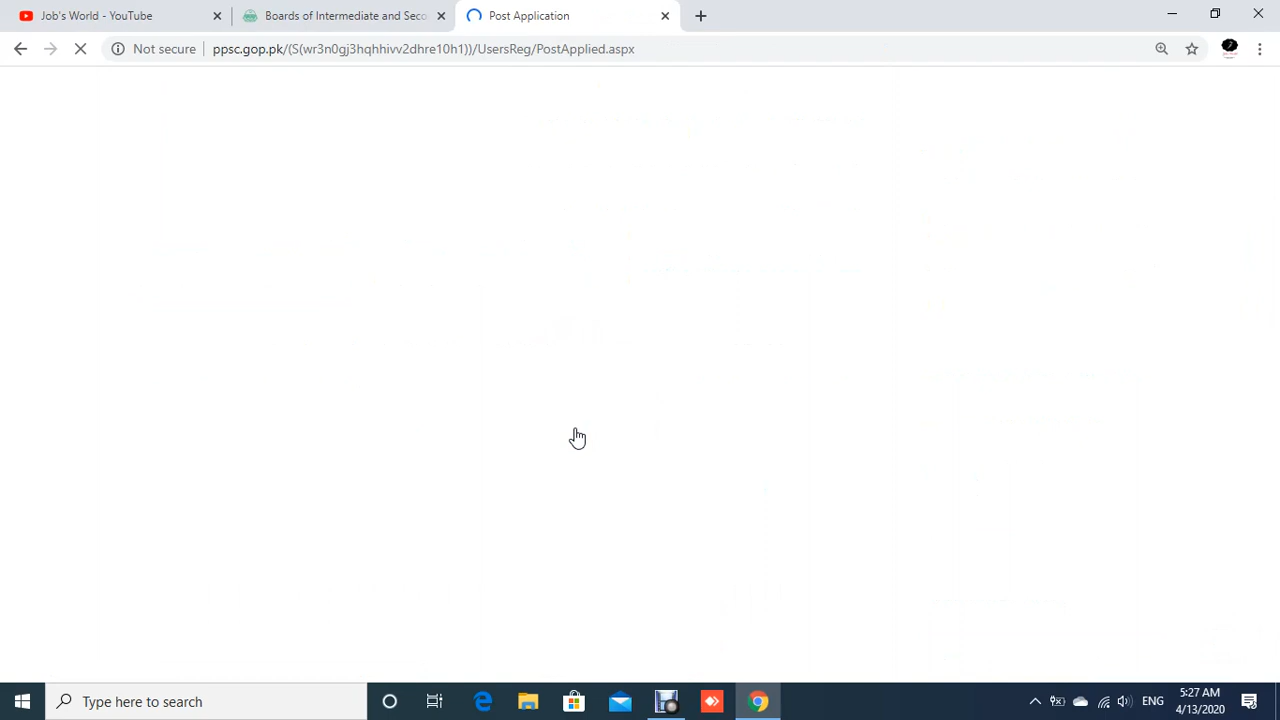 Job's World - YouTube
Boards of Intermediate and Seco
Post Application
Not secure
ppsc.gop.pk/(S(wr3n0gj3hqhhivv2dhre10h1))/UsersReg/PostApplied.aspx
Type here to search
ENG
5:27 AM
4/13/2020